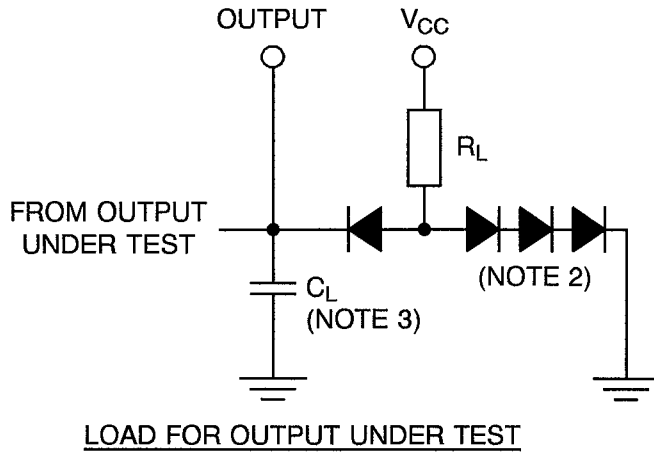 OUTPUT
VCC
RL
FROM OUTPUT
UNDER TEST
(NOTE 2)
CL
(NOTE 3)
LOAD FOR OUTPUT UNDER TEST